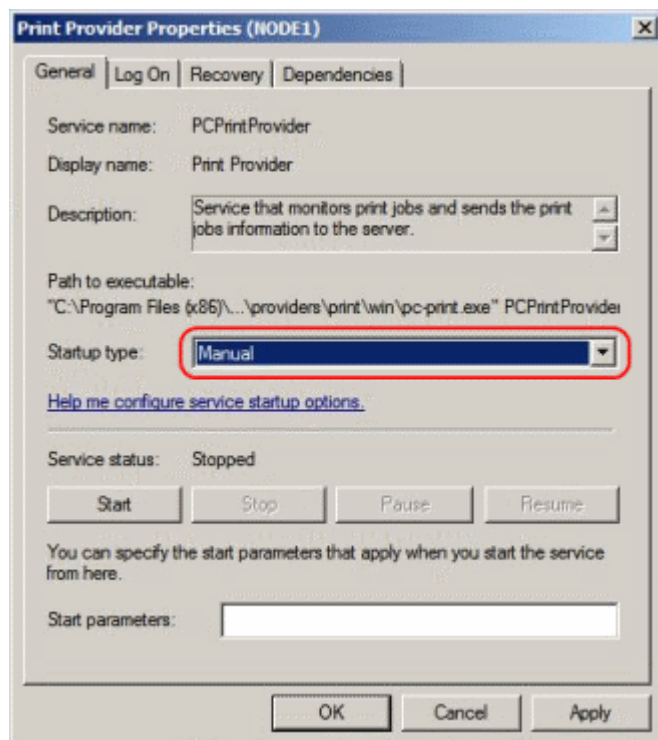 Print Provider Properties (NODE1)
General Log On Recovery Dependencies
Service name: PCPrintProvider
Display name: Print Provider
Description: Service that monitors print jobs and sends the print
jobs information to the server.
Path to executable:
"C:\Program Files (x86)\...\providers\print\win\pc-print.exe" PCPrintProvider
Startup type: Manual
Help me configure service startup options.
Service status: Stopped
Start Stop Pause Resume
You can specify the start parameters that apply when you start the service
from here.
Start parameters:
OK Cancel Apply